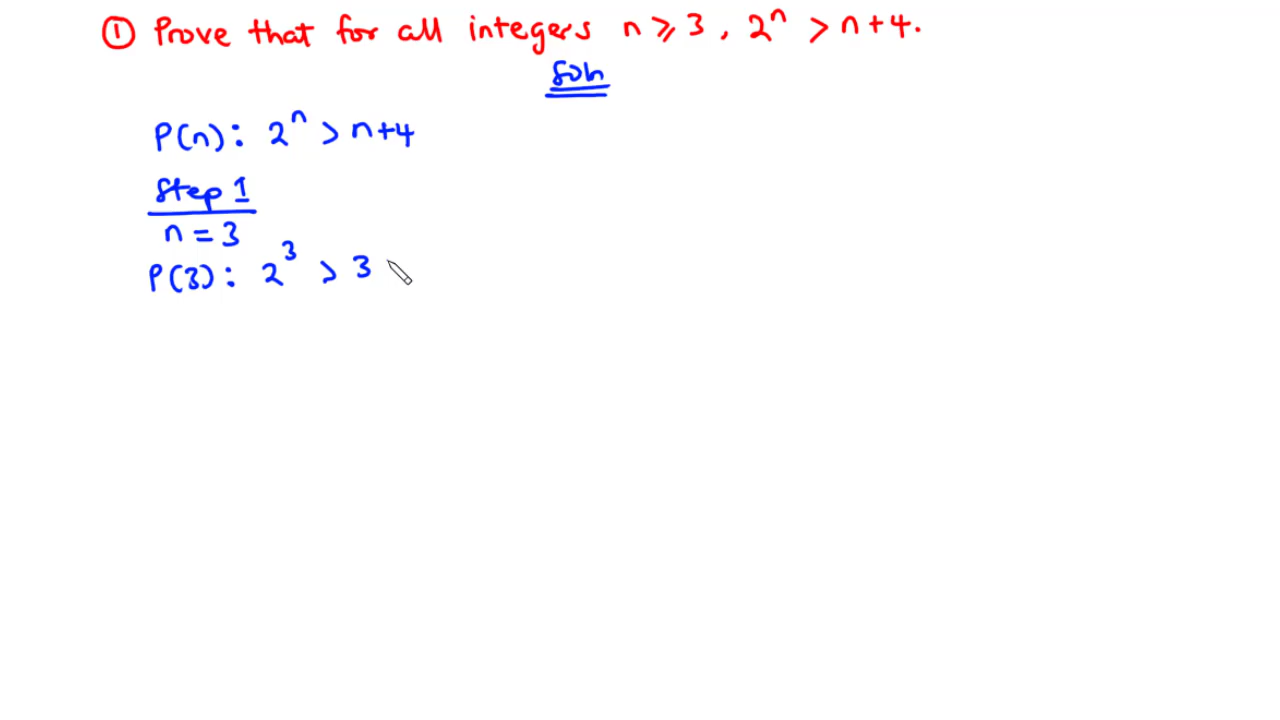 ① Prove that for all integers n ≥ 3, 2ⁿ > n+4.
Soln
P(n): 2ⁿ > n+4
Step 1
n = 3
P(3): 2³ > 3